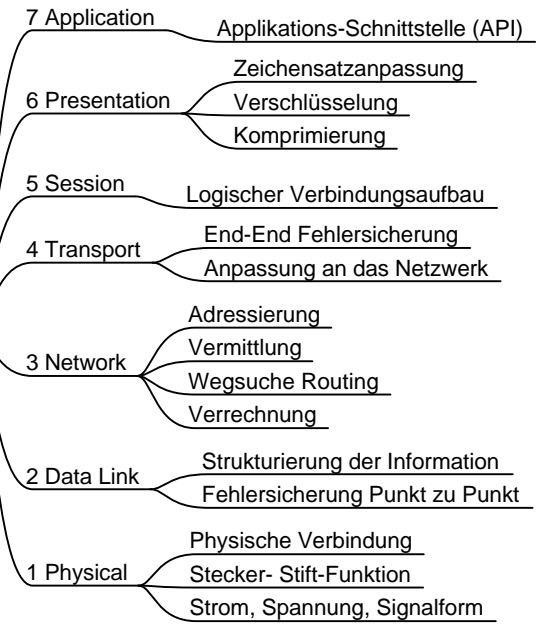 7 Application
Applikations-Schnittstelle (API)
6 Presentation
Zeichensatzanpassung
Verschlüsselung
Komprimierung
5 Session
Logischer Verbindungsaufbau
4 Transport
End-End Fehlersicherung
Anpassung an das Netzwerk
3 Network
Adressierung
Vermittlung
Wegsuche Routing
Verrechnung
2 Data Link
Strukturierung der Information
Fehlersicherung Punkt zu Punkt
1 Physical
Physische Verbindung
Stecker- Stift-Funktion
Strom, Spannung, Signalform